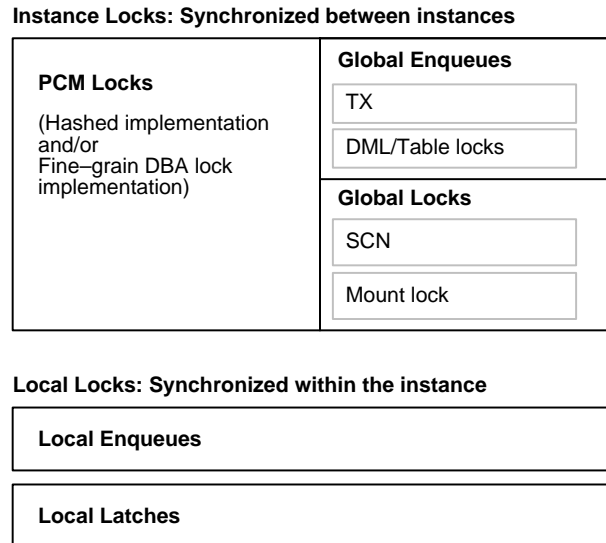 Instance Locks: Synchronized between instances
PCM Locks
(Hashed implementation
and/or
Fine–grain DBA lock
implementation)
Global Enqueues
TX
DML/Table locks
Global Locks
SCN
Mount lock
Local Locks: Synchronized within the instance
Local Enqueues
Local Latches